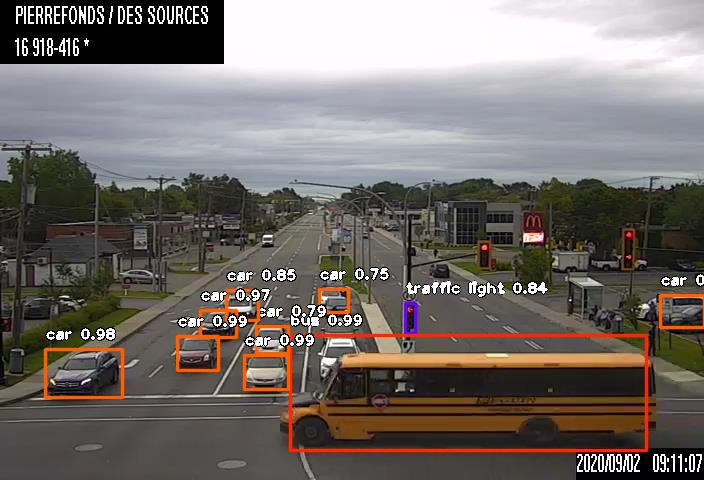 PIERREFONDS / DES SOURCES
16 918-416 *
car 0.85
car 0.75
car 0.97
traffic light 0.84
car 0
car 0.99
car 0.79
bus 0.99
car 0.98
car 0.99
2020/09/02 09:11:07